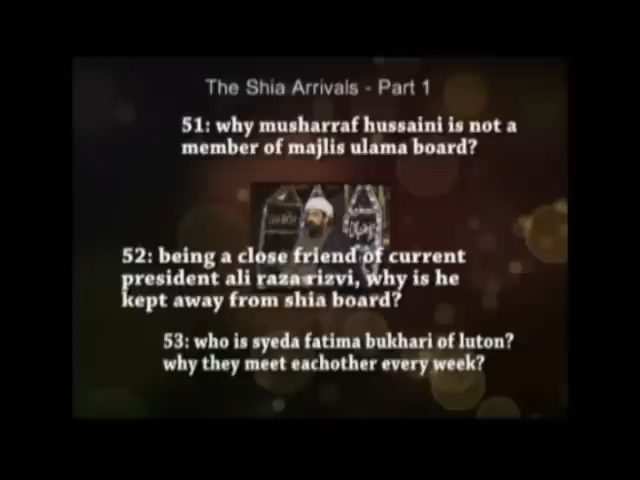 The Shia Arrivals - Part 1
51: why musharraf hussaini is not a
member of majlis ulama board?
52: being a close friend of current
president ali raza rizvi, why is he
kept away from shia board?
53: who is syeda fatima bukhari of luton?
why they meet eachother every week?